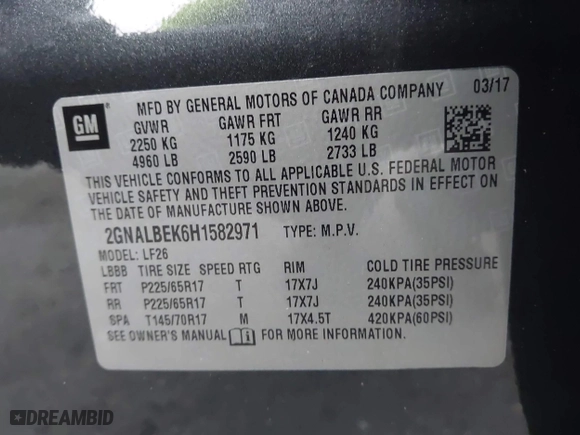 GM
MFD BY GENERAL MOTORS OF CANADA COMPANY 03/17
GVWR GAWR FRT GAWR RR
2250 KG 1175 KG 1240 KG
4960 LB 2590 LB 2733 LB
THIS VEHICLE CONFORMS TO ALL APPLICABLE U.S. FEDERAL MOTOR
VEHICLE SAFETY AND THEFT PREVENTION STANDARDS IN EFFECT ON
THE DATE OF MANUFACTURE SHOWN ABOVE.
2GNALBEK6H1582971 TYPE: M.P.V.
MODEL: LF26
LBBB TIRE SIZE SPEED RTG RIM COLD TIRE PRESSURE
FRT P225/65R17 T 17X7J 240KPA(35PSI)
RR P225/65R17 T 17X7J 240KPA(35PSI)
SPA T145/70R17 M 17X4.5T 420KPA(60PSI)
SEE OWNER'S MANUAL FOR MORE INFORMATION.
DREAMBID